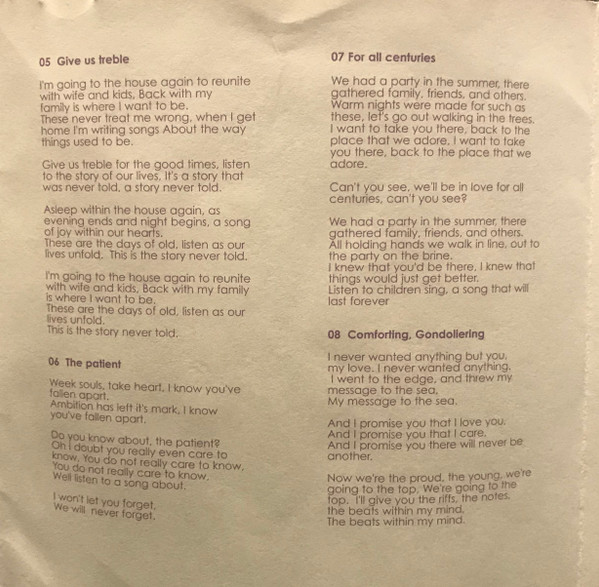 05 Give us treble
I'm going to the house again to reunite
with wife and kids, Back with my
family is where I want to be.
These never treat me wrong, when I get
home I'm writing songs About the way
things used to be.
Give us treble for the good times, listen
to the story of our lives, It's a story that
was never told, a story never told.
Asleep within the house again, as
evening ends and night begins, a song
of joy within our hearts.
These are the days of old, listen as our
lives unfold, This is the story never told.
I'm going to the house again to reunite
with wife and kids, Back with my family
is where I want to be.
These are the days of old, listen as our
lives unfold.
This is the story never told.
06 The patient
Week souls, take heart, I know you've
fallen apart.
Ambition has left it's mark, I know
you've fallen apart.
Do you know about, the patient?
Oh I doubt you really even care to
know, You do not really care to know,
You do not really care to know.
Well listen to a song about.
I won't let you forget,
We will never forget.
07 For all centuries
We had a party in the summer, there
gathered family, friends, and others.
Warm nights were made for such as
these, let's go out walking in the trees.
I want to take you there, back to the
place that we adore, I want to take
you there, back to the place that we
adore.
Can't you see, we'll be in love for all
centuries, can't you see?
We had a party in the summer, there
gathered family, friends, and others.
All holding hands we walk in line, out to
the party on the brine.
I knew that you'd be there, I knew that
things would just get better.
Listen to children sing, a song that will
last forever
08 Comforting, Gondoliering
I never wanted anything but you,
my love. I never wanted anything.
I went to the edge, and threw my
message to the sea.
My message to the sea.
And I promise you that I love you.
And I promise you that I care.
And I promise you there will never be
another.
Now we're the proud, the young, we're
going to the top. We're going to the
top. I'll give you the riffs, the notes,
the beats within my mind.
The beats within my mind.